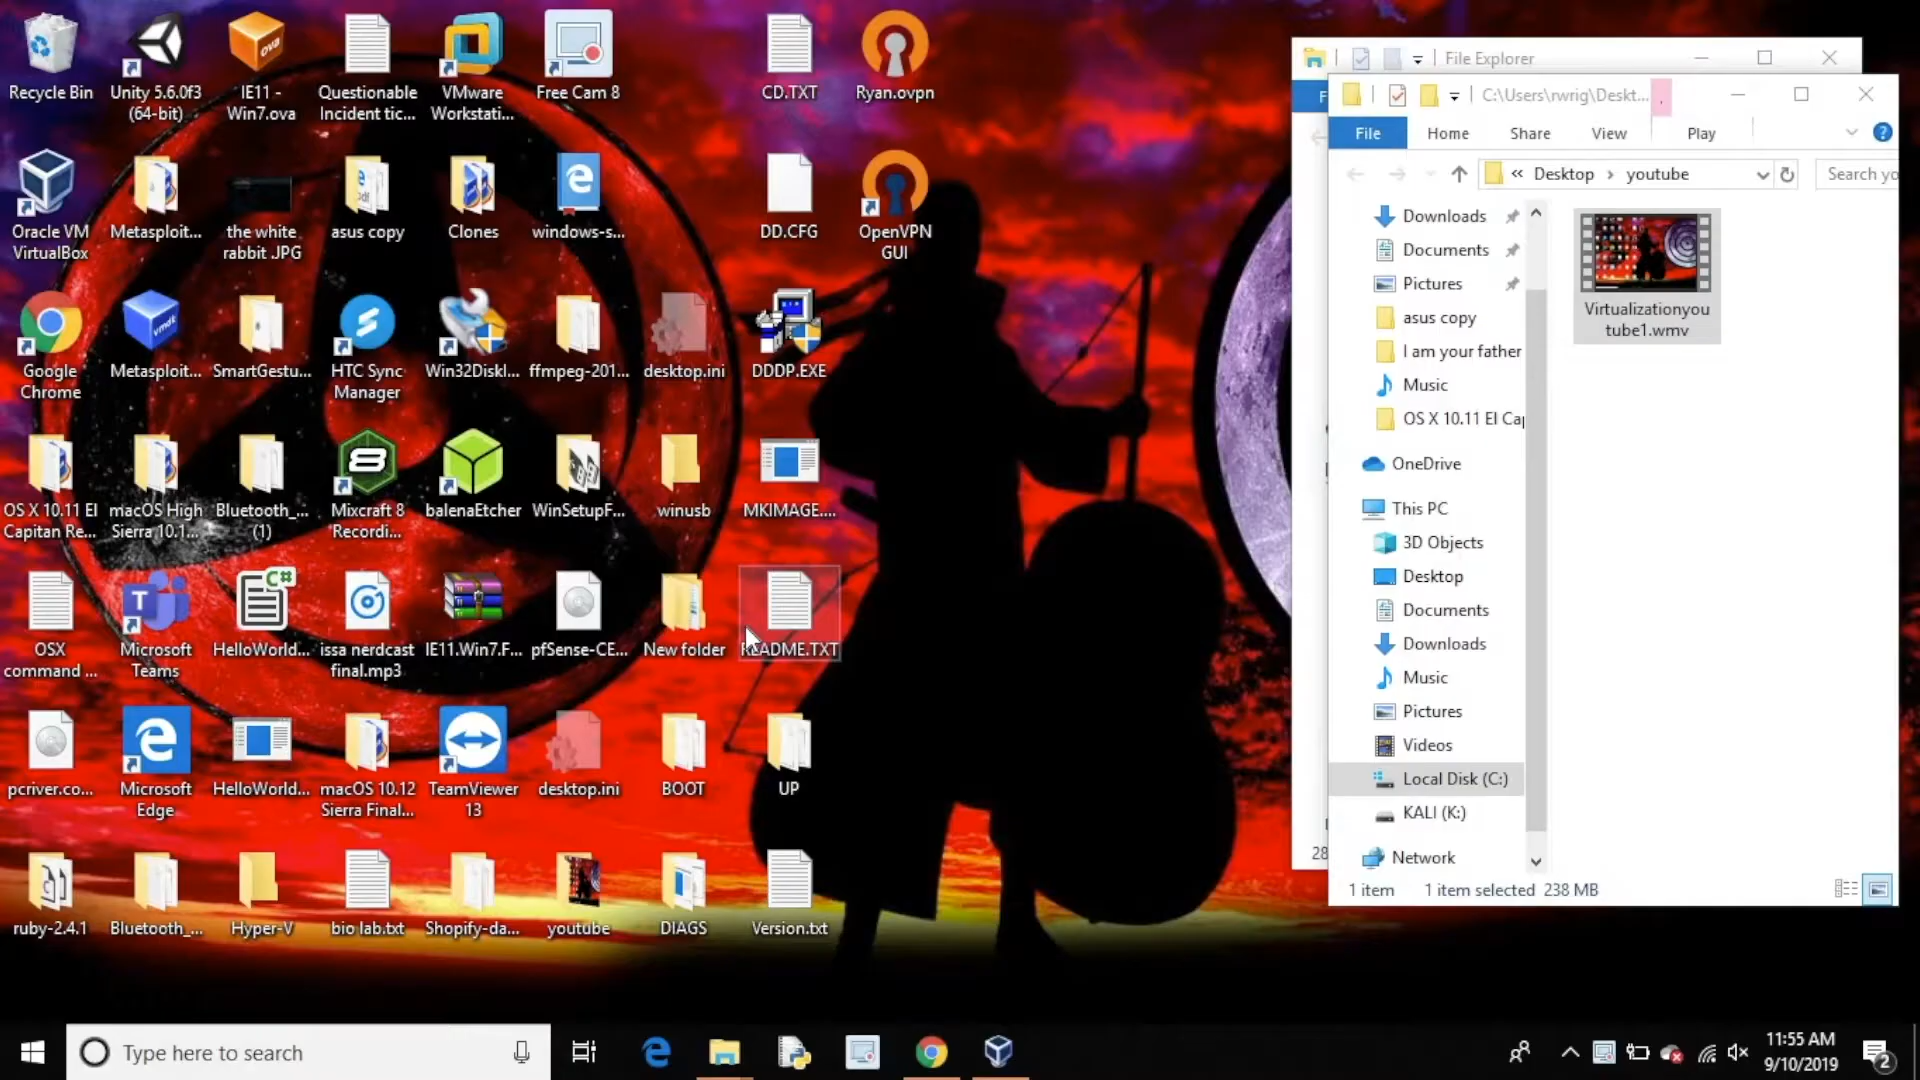 Recycle Bin
Unity 5.6.0f3
(64-bit)
IE11 -
Win7.ova
Questionable
Incident tic...
VMware
Workstati...
Free Cam 8
CD.TXT
Ryan.ovpn
Oracle VM
VirtualBox
Metasploit...
the white
rabbit .JPG
asus copy
Clones
windows-s...
DD.CFG
OpenVPN
GUI
Google
Chrome
Metasploit...
SmartGestu...
HTC Sync
Manager
Win32DiskI...
ffmpeg-201...
desktop.ini
DDDP.EXE
OS X 10.11 El
Capitan Re...
macOS High
Sierra 10.1...
Bluetooth_...
(1)
Mixcraft 8
Recordi...
balenaEtcher
WinSetupF...
winusb
MKIMAGE....
OSX
command ...
Microsoft
Teams
HelloWorld...
issa nerdcast
final.mp3
IE11.Win7.F...
pfSense-CE...
New folder
README.TXT
pcriver.co...
Microsoft
Edge
HelloWorld...
macOS 10.12
Sierra Final...
TeamViewer
13
desktop.ini
BOOT
UP
ruby-2.4.1
Bluetooth_...
Hyper-V
bio lab.txt
Shopify-da...
youtube
DIAGS
Version.txt
File Explorer
C:\Users\rwrig\Deskt...
File Home Share View Play
« Desktop › youtube
Search yo
Downloads
Documents
Pictures
asus copy
I am your father
Music
OS X 10.11 El Cap
OneDrive
This PC
3D Objects
Desktop
Documents
Downloads
Music
Pictures
Videos
Local Disk (C:)
KALI (K:)
Network
Virtualizationyou
tube1.wmv
28
1 item 1 item selected 238 MB
Type here to search
11:55 AM
9/10/2019
2